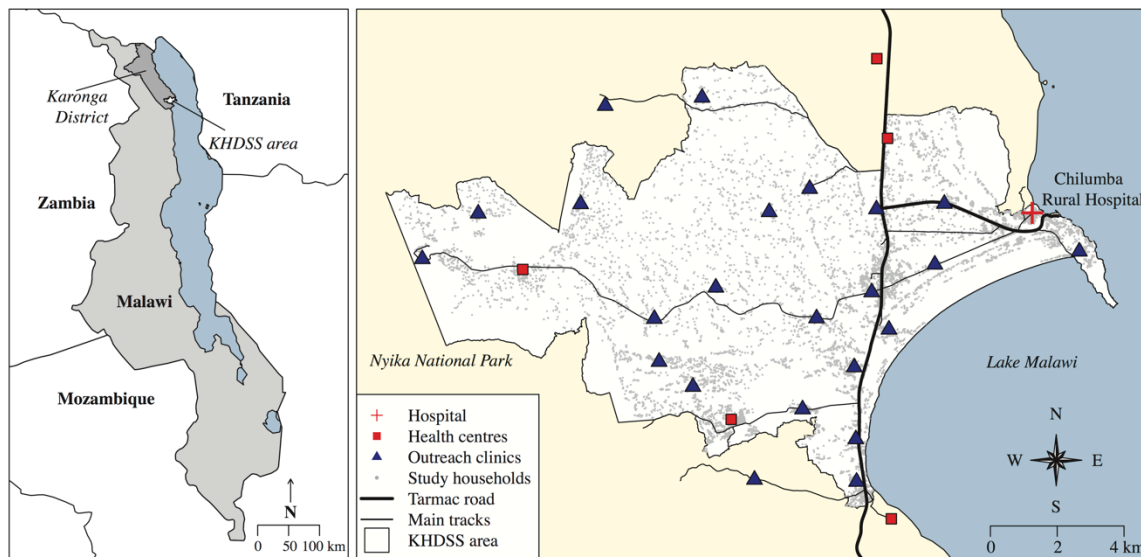 Karonga
District
Tanzania
KHDSS area
Zambia
Malawi
Mozambique
N
0 50 100 km
Chilumba
Rural Hospital
Nyika National Park
Lake Malawi
Hospital
Health centres
Outreach clinics
Study households
Tarmac road
Main tracks
KHDSS area
N
W E
S
0 2 4 km